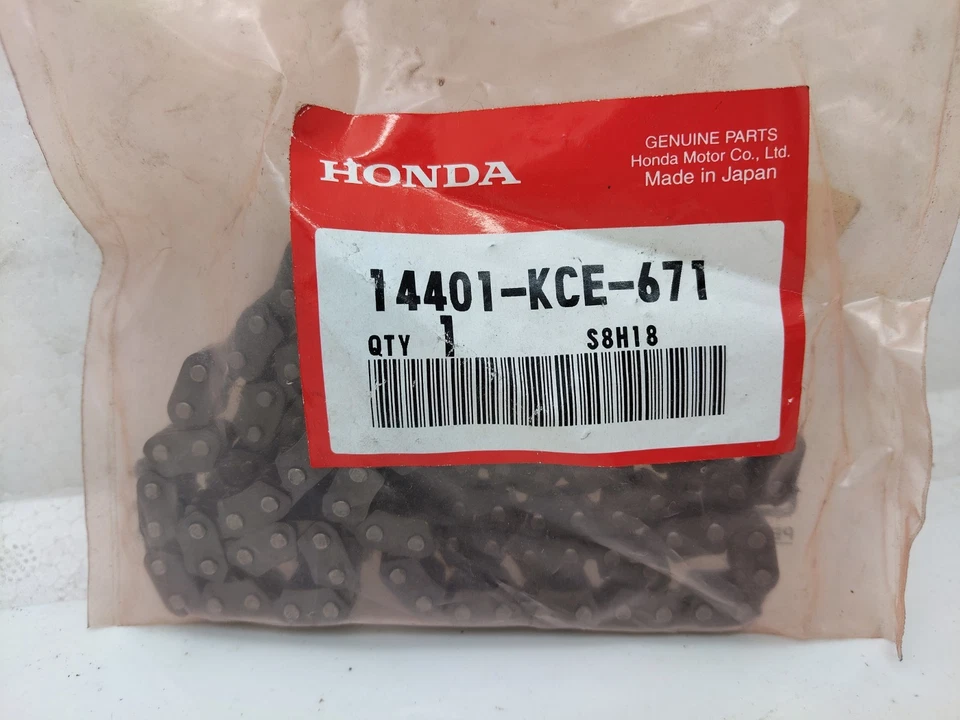 HONDA
GENUINE PARTS
Honda Motor Co., Ltd.
Made in Japan
14401-KCE-671
QTY 1 S8H18